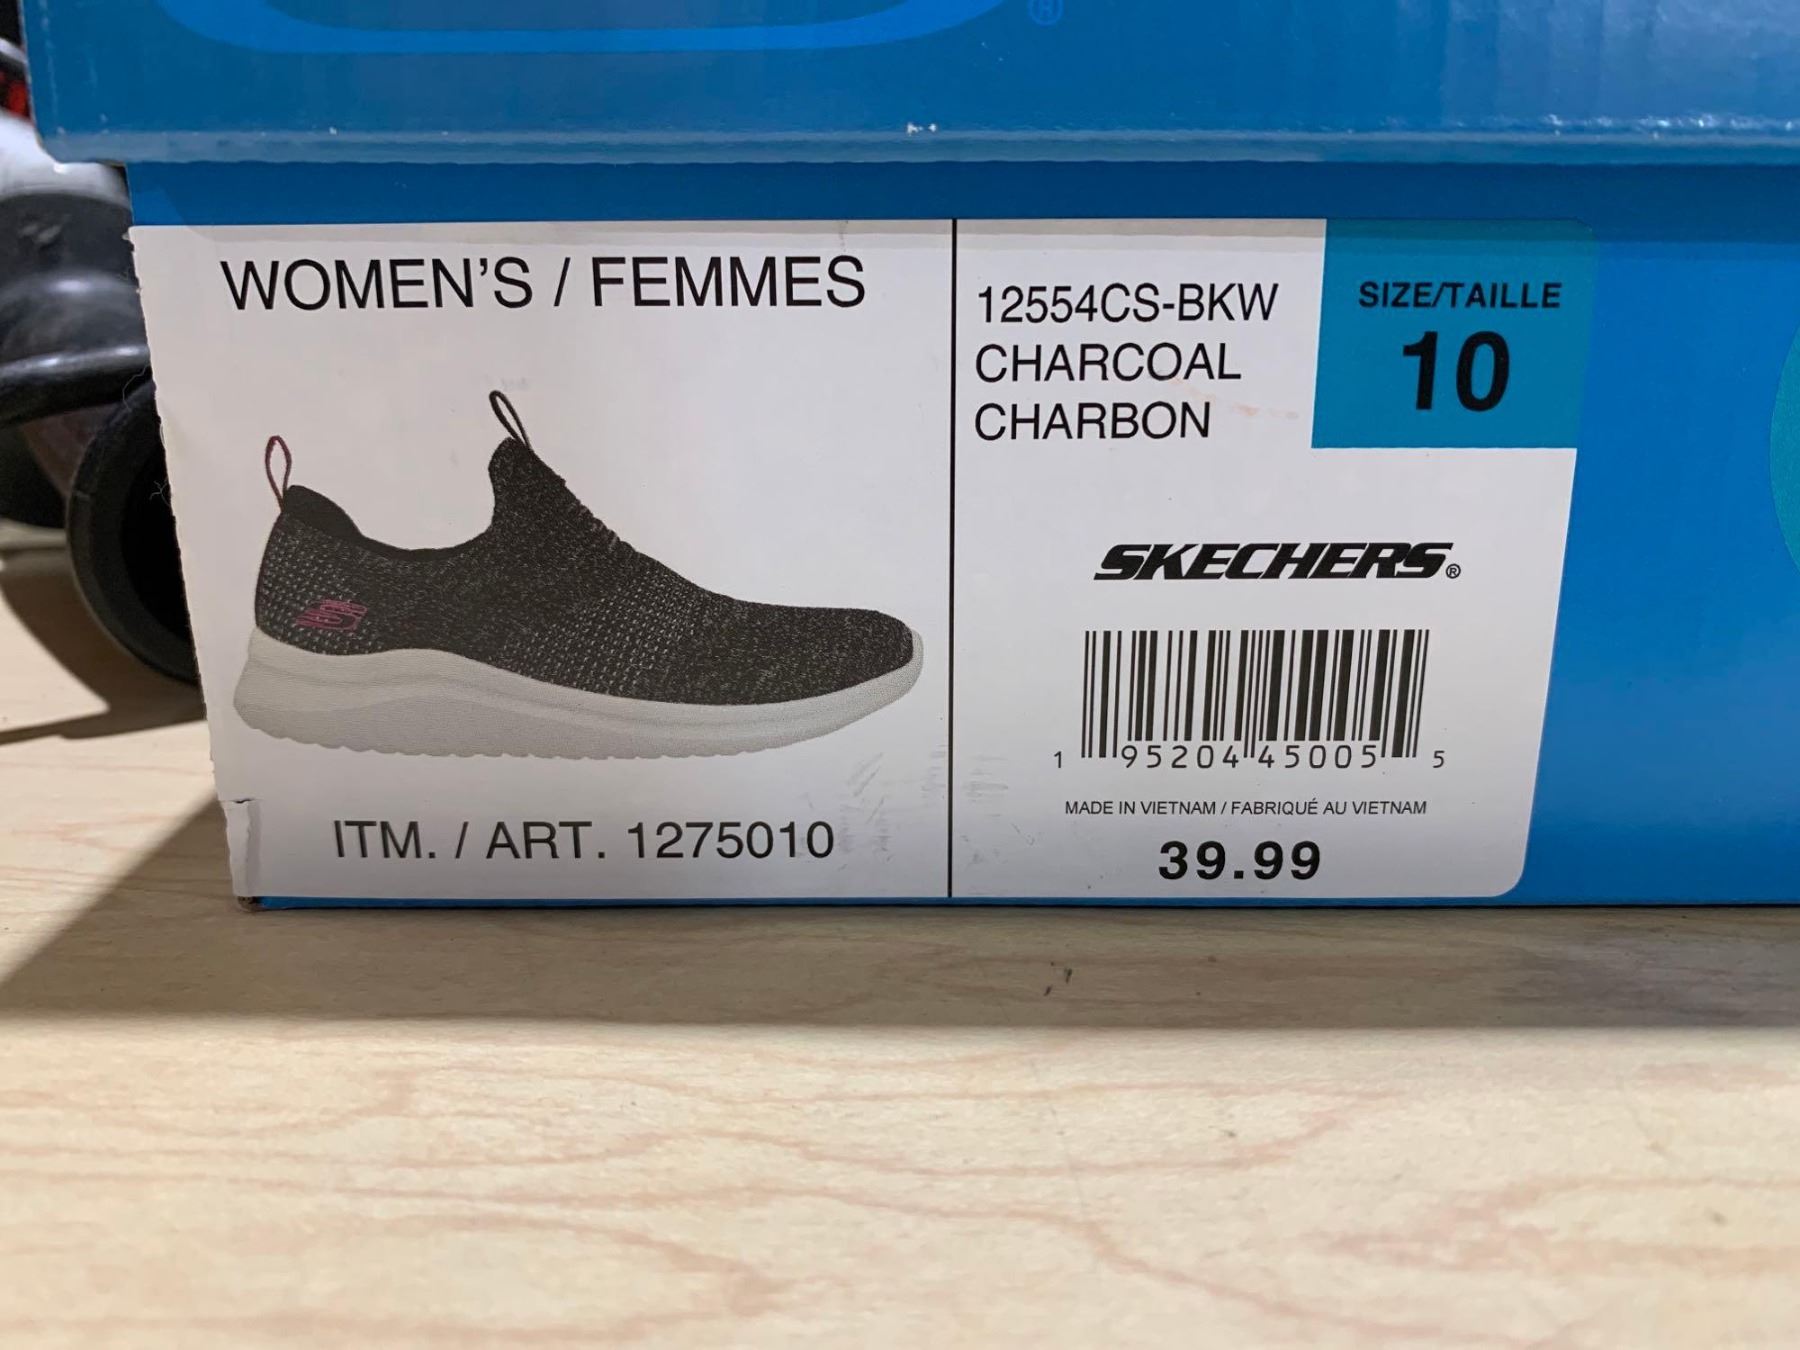 WOMEN'S / FEMMES
ITM. / ART. 1275010
12554CS-BKW
CHARCOAL
CHARBON
SIZE/TAILLE
10
SKECHERS®
1 95204 45005 5
MADE IN VIETNAM / FABRIQUÉ AU VIETNAM
39.99